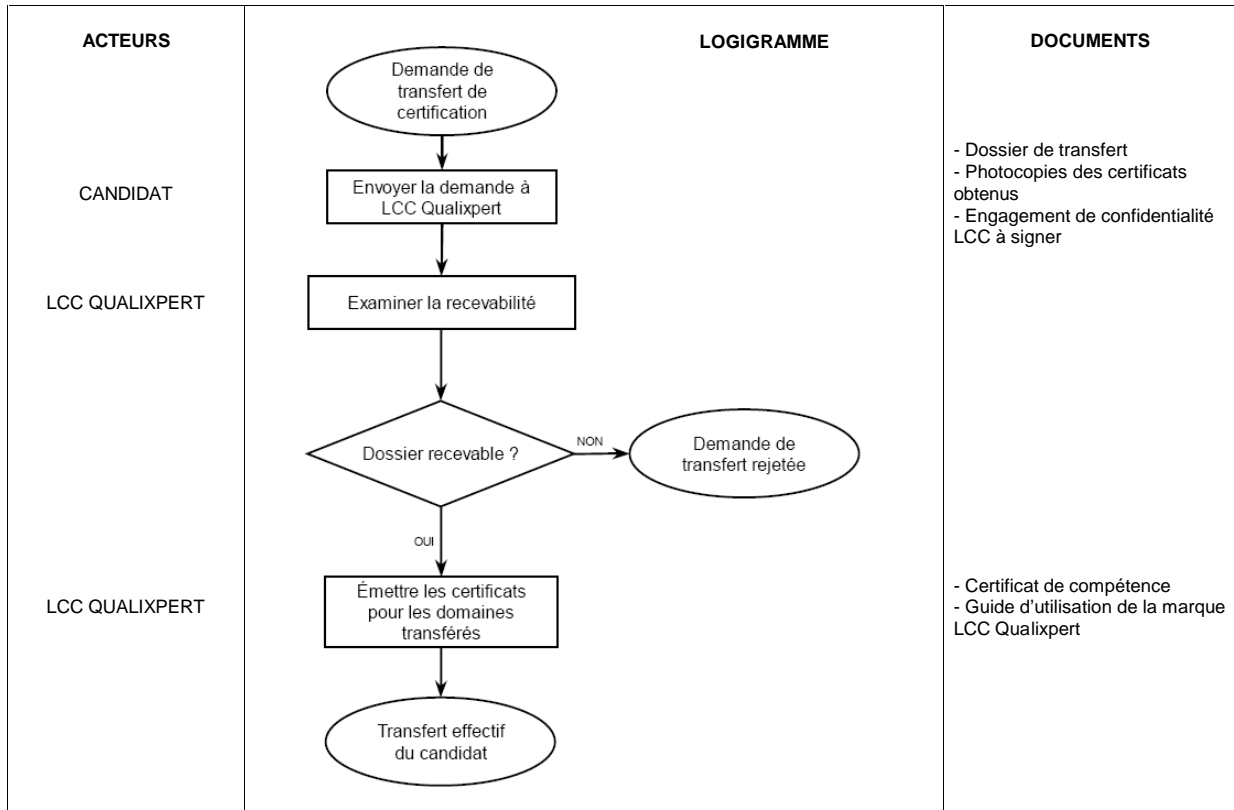 ACTEURS
LOGIGRAMME
DOCUMENTS
Demande de
transfert de
certification
CANDIDAT
Envoyer la demande à
LCC Qualixpert
- Dossier de transfert
- Photocopies des certificats
obtenus
- Engagement de confidentialité
LCC à signer
LCC QUALIXPERT
Examiner la recevabilité
Dossier recevable ?
NON
Demande de
transfert rejetée
OUI
LCC QUALIXPERT
Émettre les certificats
pour les domaines
transférés
- Certificat de compétence
- Guide d’utilisation de la marque
LCC Qualixpert
Transfert effectif
du candidat